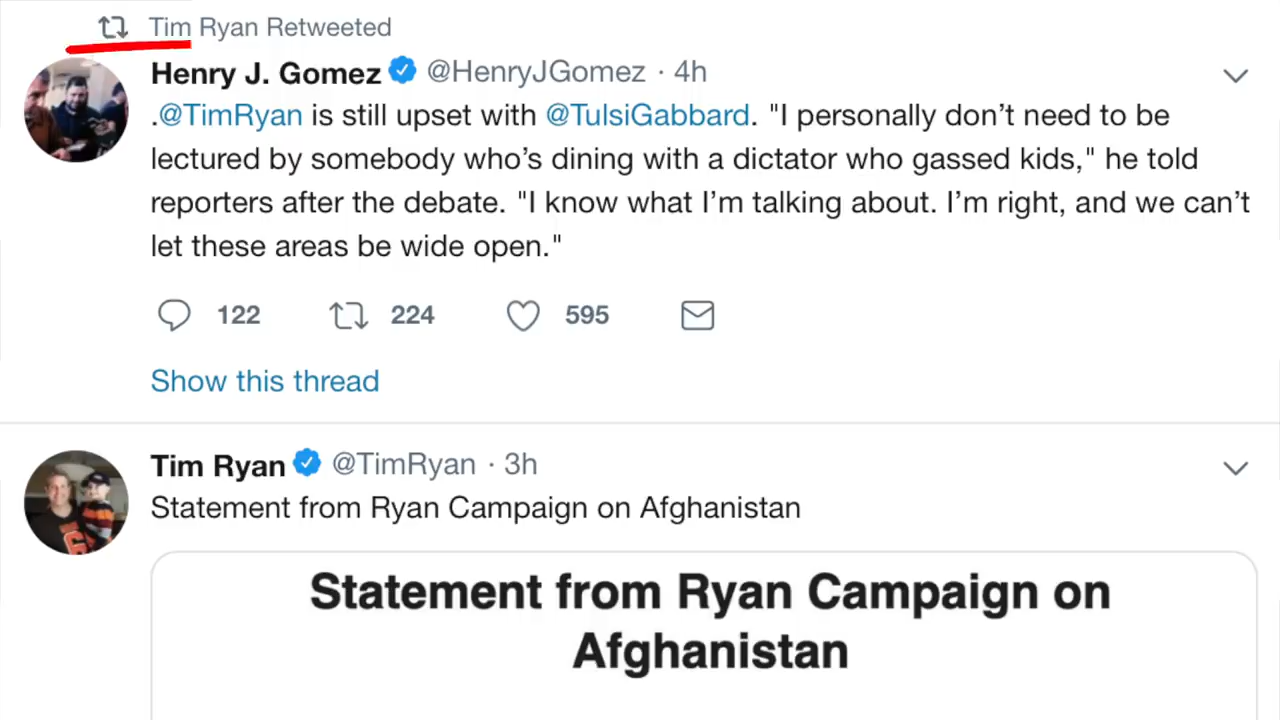 Tim Ryan Retweeted
Henry J. Gomez @HenryJGomez · 4h
.@TimRyan is still upset with @TulsiGabbard. "I personally don’t need to be
lectured by somebody who’s dining with a dictator who gassed kids," he told
reporters after the debate. "I know what I’m talking about. I’m right, and we can’t
let these areas be wide open."
122 224 595
Show this thread
Tim Ryan @TimRyan · 3h
Statement from Ryan Campaign on Afghanistan
Statement from Ryan Campaign on
Afghanistan